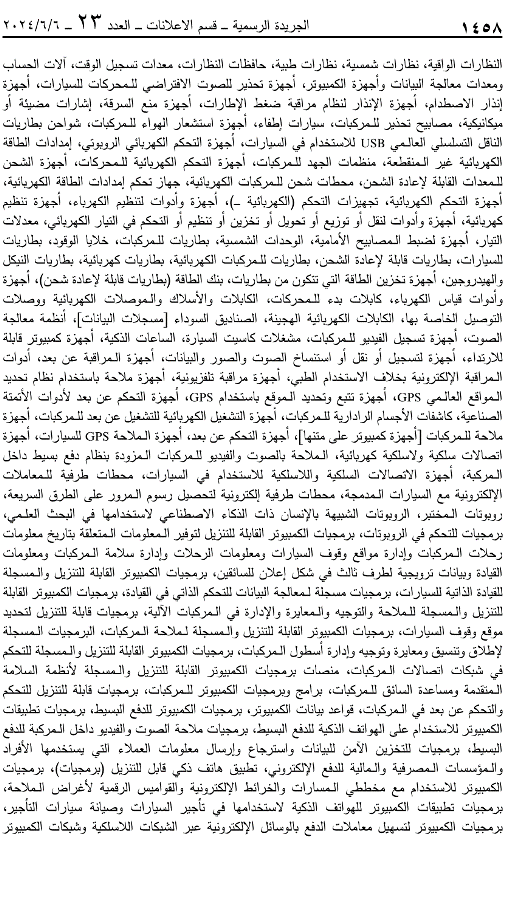 ١٤٥٨ الجريدة الرسمية ــ قسم الاعلانات ــ العدد ٢٣ ــ ٢٠٢٤/٦/٦
النظارات الواقية، نظارات شمسية، نظارات طبية، حافظات النظارات، معدات تسجيل الوقت، آلات الحساب
ومعدات معالجة البيانات وأجهزة الكمبيوتر، أجهزة تحذير للصوت الافتراضي للمحركات للسيارات، أجهزة
إنذار الاصطدام، أجهزة الإنذار لنظام مراقبة ضغط الإطارات، أجهزة منع السرقة، إشارات مضيئة أو
ميكانيكية، مصابيح تحذير للمركبات، سيارات إطفاء، أجهزة استشعار الهواء للمركبات، شواحن بطاريات
الناقل التسلسلي العالمي USB للاستخدام في السيارات، أجهزة التحكم الكهربائي الروبوتي، إمدادات الطاقة
الكهربائية غير المنقطعة، منظمات الجهد للمركبات، أجهزة التحكم الكهربائية للمحركات، أجهزة الشحن
للمعدات القابلة لإعادة الشحن، محطات شحن للمركبات الكهربائية، جهاز تحكم إمدادات الطاقة الكهربائية،
أجهزة التحكم الكهربائية، تجهيزات التحكم (الكهربائية ــ)، أجهزة وأدوات لتنظيم الكهرباء، أجهزة تنظيم
كهربائية، أجهزة وأدوات لنقل أو توزيع أو تحويل أو تخزين أو تنظيم أو التحكم في التيار الكهربائي، معدلات
التيار، أجهزة لضبط المصابيح الأمامية، الوحدات الشمسية، بطاريات للمركبات، خلايا الوقود، بطاريات
للسيارات، بطاريات قابلة لإعادة الشحن، بطاريات للمركبات الكهربائية، بطاريات كهربائية، بطاريات النيكل
والهيدروجين، أجهزة تخزين الطاقة التي تتكون من بطاريات، بنك الطاقة (بطاريات قابلة لإعادة شحن)، أجهزة
وأدوات قياس الكهرباء، كابلات بدء للمحركات، الكابلات والأسلاك والموصلات الكهربائية ووصلات
التوصيل الخاصة بها، الكابلات الكهربائية الهجينة، الصناديق السوداء [مسجلات البيانات]، أنظمة معالجة
الصوت، أجهزة تسجيل الفيديو للمركبات، مشغلات كاسيت السيارة، الساعات الذكية، أجهزة كمبيوتر قابلة
للارتداء، أجهزة لتسجيل أو نقل أو استنساخ الصوت والصور والبيانات، أجهزة المراقبة عن بعد، أدوات
المراقبة الإلكترونية بخلاف الاستخدام الطبي، أجهزة مراقبة تلفزيونية، أجهزة ملاحة باستخدام نظام تحديد
المواقع العالمي GPS، أجهزة تتبع وتحديد الموقع باستخدام GPS، أجهزة التحكم عن بعد لأدوات الأتمتة
الصناعية، كاشفات الأجسام الرادارية للمركبات، أجهزة التشغيل الكهربائية للتشغيل عن بعد للمركبات، أجهزة
ملاحة للمركبات [أجهزة كمبيوتر على متنها]، أجهزة التحكم عن بعد، أجهزة الملاحة GPS للسيارات، أجهزة
اتصالات سلكية ولاسلكية كهربائية، الملاحة بالصوت والفيديو للمركبات المزودة بنظام دفع بسيط داخل
المركبة، أجهزة الاتصالات السلكية واللاسلكية للاستخدام في السيارات، محطات طرفية للمعاملات
الإلكترونية مع السيارات المدمجة، محطات طرفية إلكترونية لتحصيل رسوم المرور على الطرق السريعة،
روبوتات المختبر، الروبوتات الشبيهة بالإنسان ذات الذكاء الاصطناعي لاستخدامها في البحث العلمي،
برمجيات للتحكم في الروبوتات، برمجيات الكمبيوتر القابلة للتنزيل لتوفير المعلومات المتعلقة بتاريخ معلومات
رحلات المركبات وإدارة مواقع وقوف السيارات ومعلومات الرحلات وإدارة سلامة المركبات ومعلومات
القيادة وبيانات ترويجية لطرف ثالث في شكل إعلان للسائقين، برمجيات الكمبيوتر القابلة للتنزيل والمسجلة
للقيادة الذاتية للسيارات، برمجيات مسجلة لمعالجة البيانات للتحكم الذاتي في القيادة، برمجيات الكمبيوتر القابلة
للتنزيل والمسجلة للملاحة والتوجيه والمعايرة والإدارة في المركبات الآلية، برمجيات قابلة للتنزيل لتحديد
موقع وقوف السيارات، برمجيات الكمبيوتر القابلة للتنزيل والمسجلة لملاحة المركبات، البرمجيات المسجلة
لإطلاق وتنسيق ومعايرة وتوجيه وإدارة أسطول المركبات، برمجيات الكمبيوتر القابلة للتنزيل والمسجلة للتحكم
في شبكات اتصالات المركبات، منصات برمجيات الكمبيوتر القابلة للتنزيل والمسجلة لأنظمة السلامة
المتقدمة ومساعدة السائق للمركبات، برامج وبرمجيات الكمبيوتر للمركبات، برمجيات قابلة للتنزيل للتحكم
والتحكم عن بعد في المركبات، قواعد بيانات الكمبيوتر، برمجيات الكمبيوتر للدفع البسيط، برمجيات تطبيقات
الكمبيوتر للاستخدام على الهواتف الذكية للدفع البسيط، برمجيات ملاحة الصوت والفيديو داخل المركبة للدفع
البسيط، برمجيات للتخزين الآمن للبيانات واسترجاع وإرسال معلومات العملاء التي يستخدمها الأفراد
والمؤسسات المصرفية والمالية للدفع الإلكتروني، تطبيق هاتف ذكي قابل للتنزيل (برمجيات)، برمجيات
الكمبيوتر للاستخدام مع مخططي المسارات والخرائط الإلكترونية والقواميس الرقمية لأغراض الملاحة،
برمجيات تطبيقات الكمبيوتر للهواتف الذكية لاستخدامها في تأجير السيارات وصيانة سيارات التأجير،
برمجيات الكمبيوتر لتسهيل معاملات الدفع بالوسائل الإلكترونية عبر الشبكات اللاسلكية وشبكات الكمبيوتر